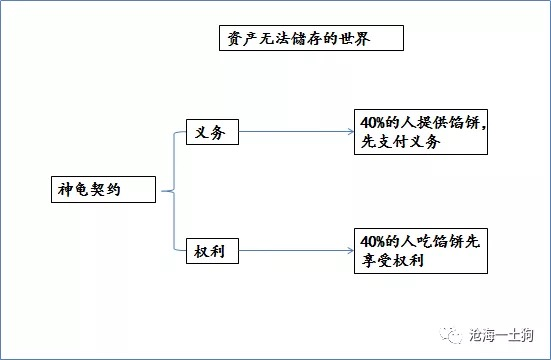 资产无法储存的世界
义务
40%的人提供馅饼，
先支付义务
神龟契约
权利
40%的人吃馅饼先
享受权利
沧海一土狗